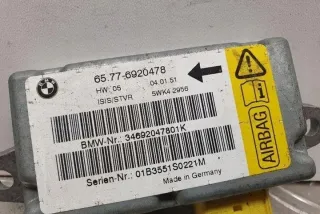 BMW
65.77-6920478
HW: 05 04.01.51
ISIS/STVR 5WK4 2956
BMW-Nr.: 34692047801K
Serien-Nr.: 01B3551S0221M
Made in Germany
AIRBAG